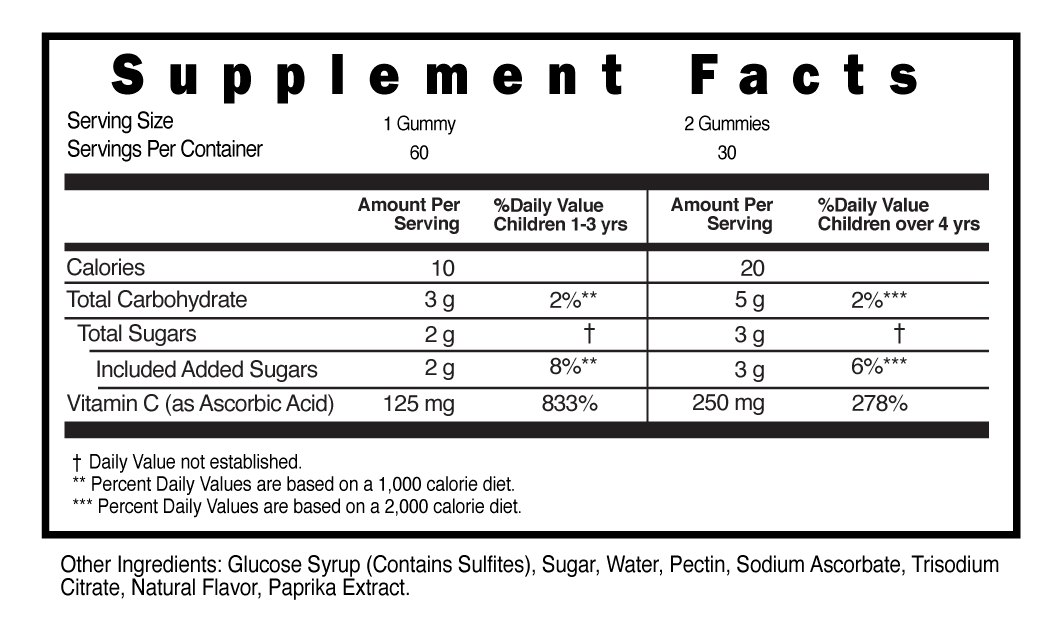 Supplement Facts
Serving Size 1 Gummy 2 Gummies
Servings Per Container 60 30
Amount Per Serving %Daily Value Children 1-3 yrs Amount Per Serving %Daily Value Children over 4 yrs
Calories 10 20
Total Carbohydrate 3 g 2%** 5 g 2%***
Total Sugars 2 g † 3 g †
Included Added Sugars 2 g 8%** 3 g 6%***
Vitamin C (as Ascorbic Acid) 125 mg 833% 250 mg 278%
† Daily Value not established.
** Percent Daily Values are based on a 1,000 calorie diet.
*** Percent Daily Values are based on a 2,000 calorie diet.
Other Ingredients: Glucose Syrup (Contains Sulfites), Sugar, Water, Pectin, Sodium Ascorbate, Trisodium
Citrate, Natural Flavor, Paprika Extract.